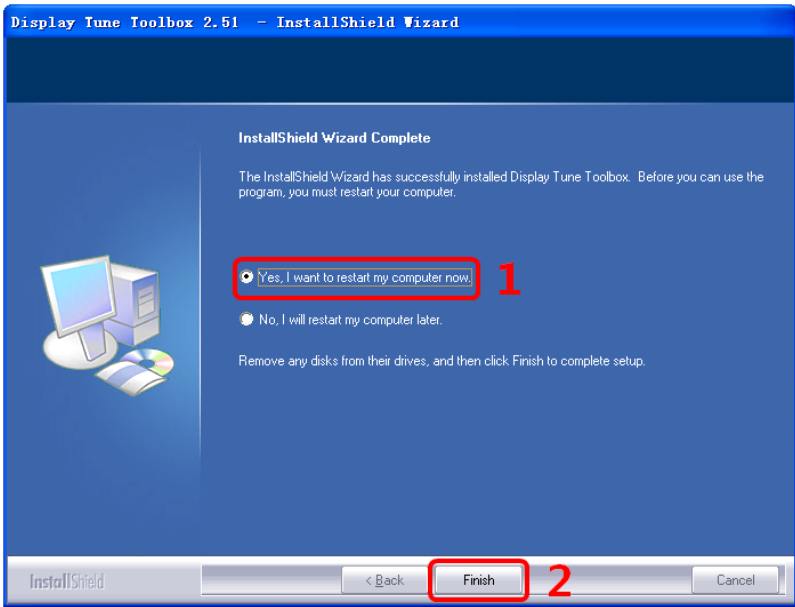 Display Tune Toolbox 2.51 - InstallShield Wizard
InstallShield Wizard Complete
The InstallShield Wizard has successfully installed Display Tune Toolbox. Before you can use the
program, you must restart your computer.
Yes, I want to restart my computer now. 1
No, I will restart my computer later.
Remove any disks from their drives, and then click Finish to complete setup.
InstallShield
< Back Finish 2 Cancel